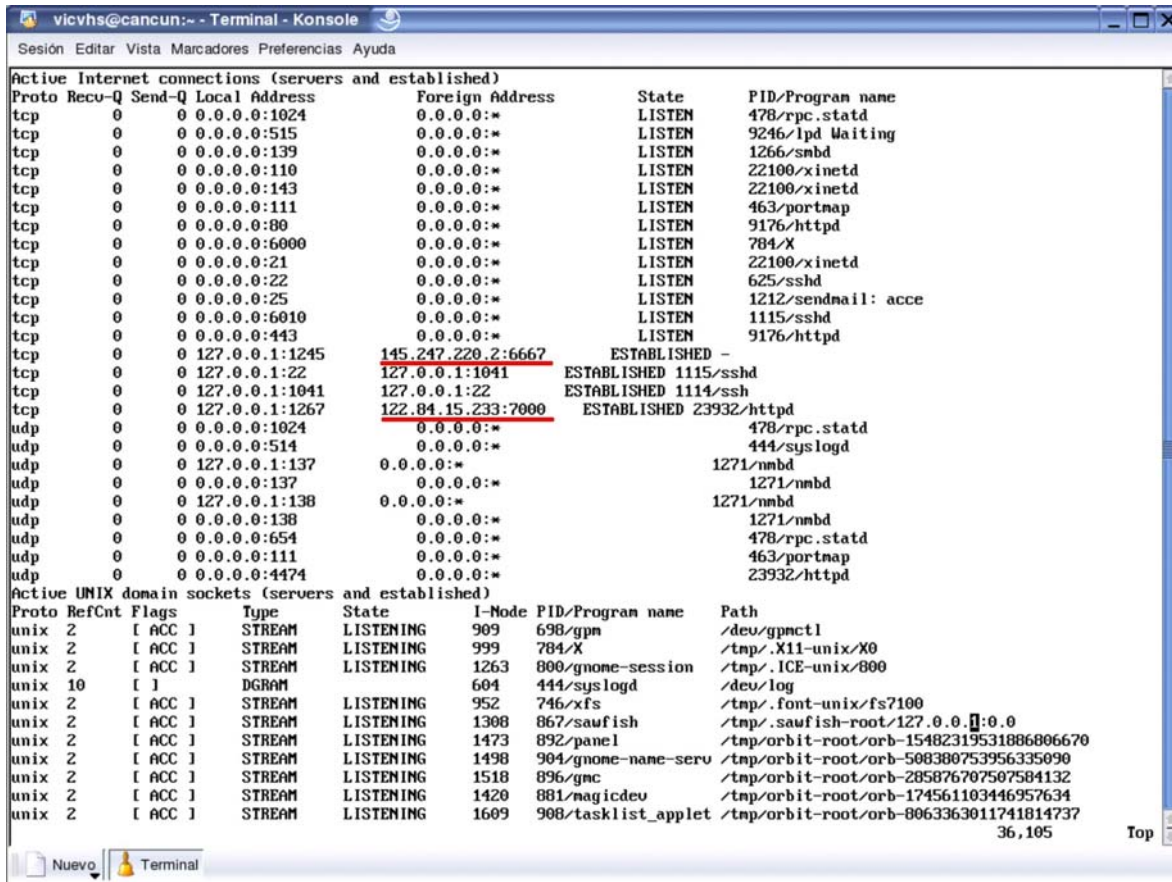 vicvhs@cancun:~ - Terminal - Konsole
Sesión Editar Vista Marcadores Preferencias Ayuda
Active Internet connections (servers and established)
Proto Recv-Q Send-Q Local Address Foreign Address State PID/Program name
tcp 0 0 0.0.0.0:1024 0.0.0.0:* LISTEN 478/rpc.statd
tcp 0 0 0.0.0.0:515 0.0.0.0:* LISTEN 9246/lpd Waiting
tcp 0 0 0.0.0.0:139 0.0.0.0:* LISTEN 1266/smbd
tcp 0 0 0.0.0.0:110 0.0.0.0:* LISTEN 22100/xinetd
tcp 0 0 0.0.0.0:143 0.0.0.0:* LISTEN 22100/xinetd
tcp 0 0 0.0.0.0:111 0.0.0.0:* LISTEN 463/portmap
tcp 0 0 0.0.0.0:80 0.0.0.0:* LISTEN 9176/httpd
tcp 0 0 0.0.0.0:6000 0.0.0.0:* LISTEN 784/X
tcp 0 0 0.0.0.0:21 0.0.0.0:* LISTEN 22100/xinetd
tcp 0 0 0.0.0.0:22 0.0.0.0:* LISTEN 625/sshd
tcp 0 0 0.0.0.0:25 0.0.0.0:* LISTEN 1212/sendmail: acce
tcp 0 0 0.0.0.0:6010 0.0.0.0:* LISTEN 1115/sshd
tcp 0 0 0.0.0.0:443 0.0.0.0:* LISTEN 9176/httpd
tcp 0 0 127.0.0.1:1245 145.247.220.2:6667 ESTABLISHED -
tcp 0 0 127.0.0.1:22 127.0.0.1:1041 ESTABLISHED 1115/sshd
tcp 0 0 127.0.0.1:1041 127.0.0.1:22 ESTABLISHED 1114/ssh
tcp 0 0 127.0.0.1:1267 122.84.15.233:7000 ESTABLISHED 23932/httpd
udp 0 0 0.0.0.0:1024 0.0.0.0:* 478/rpc.statd
udp 0 0 0.0.0.0:514 0.0.0.0:* 444/syslogd
udp 0 0 127.0.0.1:137 0.0.0.0:* 1271/nmbd
udp 0 0 0.0.0.0:137 0.0.0.0:* 1271/nmbd
udp 0 0 127.0.0.1:138 0.0.0.0:* 1271/nmbd
udp 0 0 0.0.0.0:138 0.0.0.0:* 1271/nmbd
udp 0 0 0.0.0.0:654 0.0.0.0:* 478/rpc.statd
udp 0 0 0.0.0.0:111 0.0.0.0:* 463/portmap
udp 0 0 0.0.0.0:4474 0.0.0.0:* 23932/httpd
Active UNIX domain sockets (servers and established)
Proto RefCnt Flags Type State I-Node PID/Program name Path
unix 2 [ ACC ] STREAM LISTENING 909 698/gpm /dev/gpmctl
unix 2 [ ACC ] STREAM LISTENING 999 784/X /tmp/.X11-unix/X0
unix 2 [ ACC ] STREAM LISTENING 1263 800/gnome-session /tmp/.ICE-unix/800
unix 10 [ ] DGRAM 604 444/syslogd /dev/log
unix 2 [ ACC ] STREAM LISTENING 952 746/xfs /tmp/.font-unix/fs7100
unix 2 [ ACC ] STREAM LISTENING 1308 867/sawfish /tmp/.sawfish-root/127.0.0.1:0.0
unix 2 [ ACC ] STREAM LISTENING 1473 892/panel /tmp/orbit-root/orb-15482319531886806670
unix 2 [ ACC ] STREAM LISTENING 1498 904/gnome-name-serv /tmp/orbit-root/orb-508380753956335090
unix 2 [ ACC ] STREAM LISTENING 1518 896/gmc /tmp/orbit-root/orb-285876707507584132
unix 2 [ ACC ] STREAM LISTENING 1420 881/magicdev /tmp/orbit-root/orb-174561103446957634
unix 2 [ ACC ] STREAM LISTENING 1609 908/tasklist_applet /tmp/orbit-root/orb-8063363011741814737
36,105 Top
Nuevo Terminal